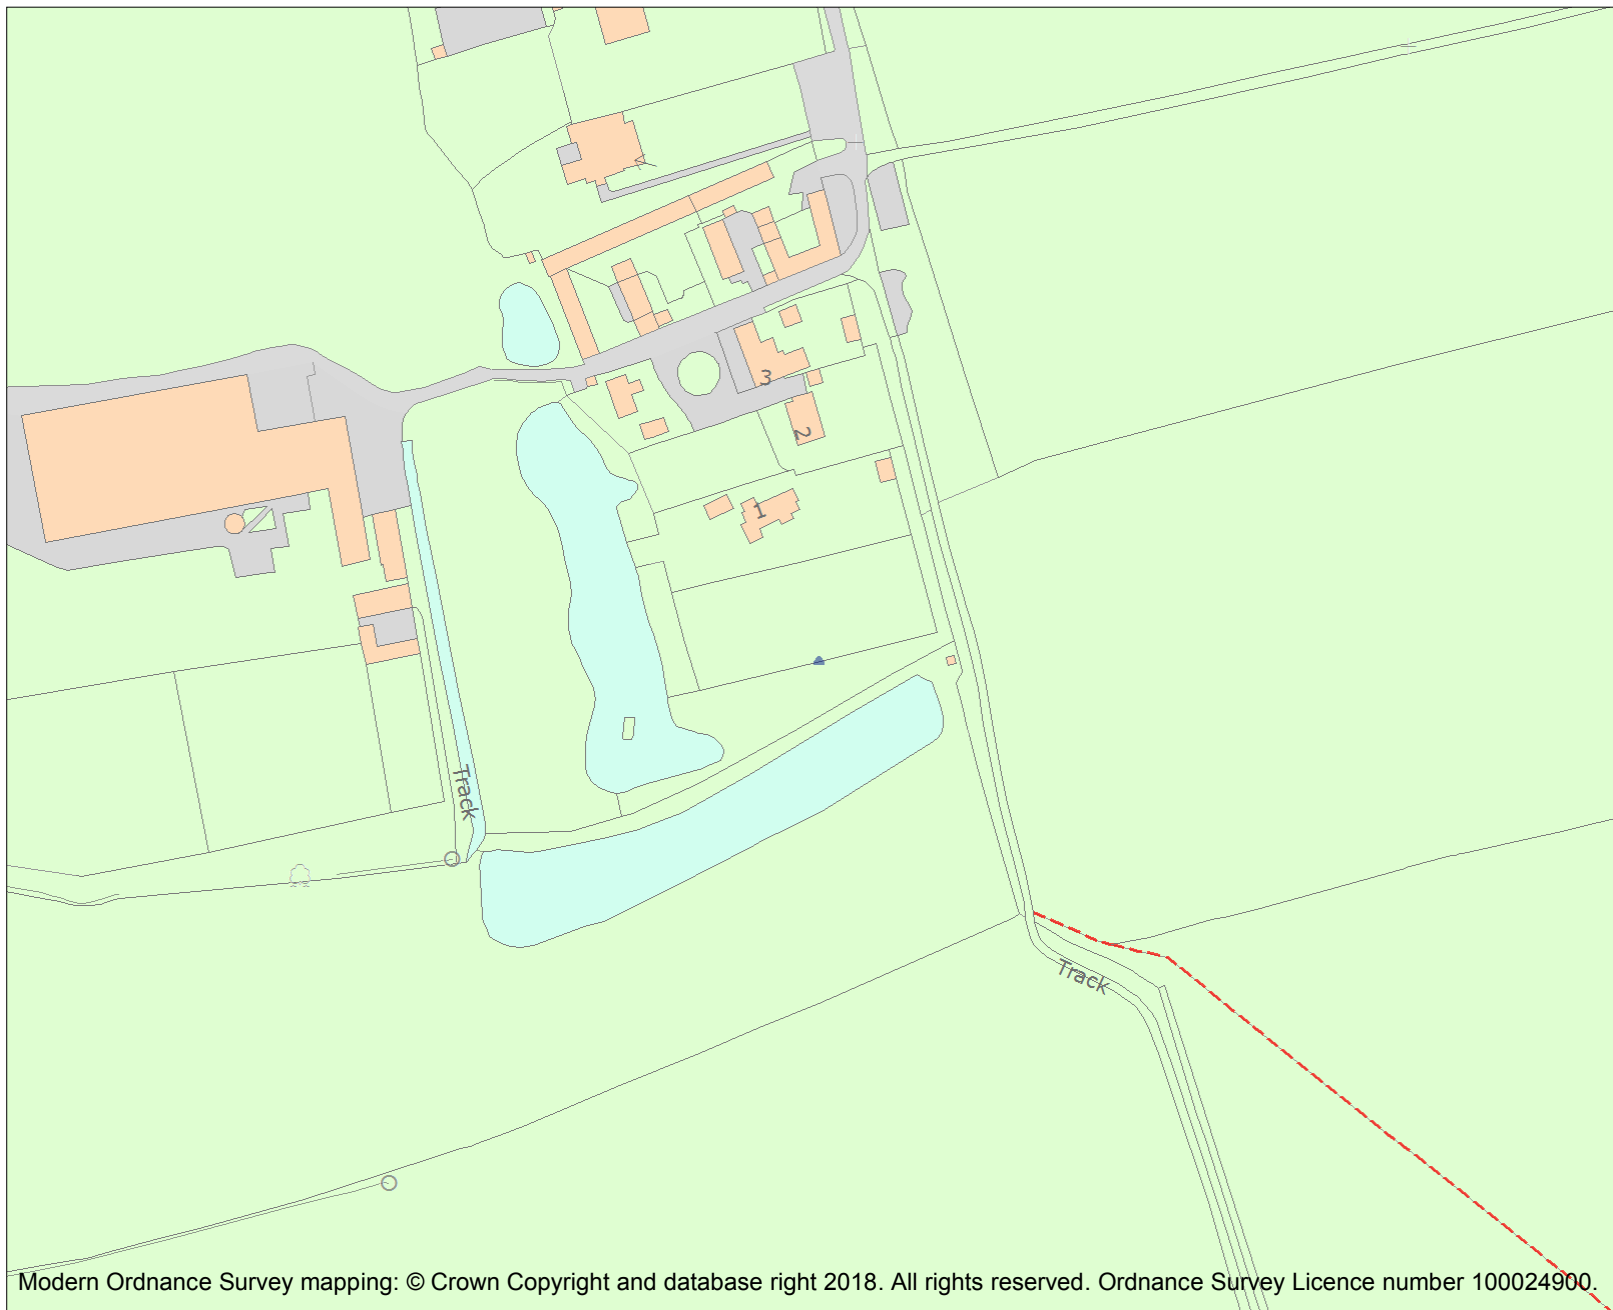 3
2
1
Track
Track
Modern Ordnance Survey mapping: © Crown Copyright and database right 2018. All rights reserved. Ordnance Survey Licence number 100024900.